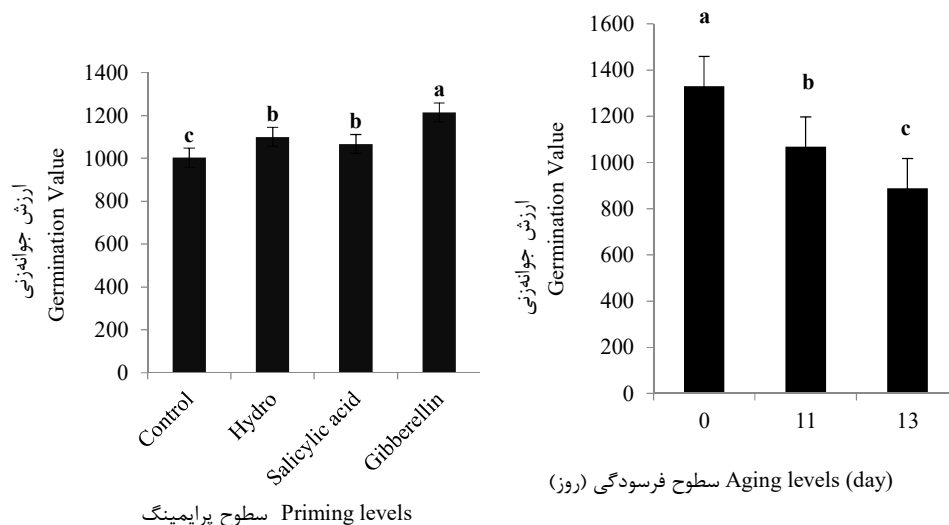 1400
1200
1000
800
600
400
200
0
ارزش جوانه‌زنی
Germination Value
c
b
b
a
Control
Hydro
Salicylic acid
Gibberellin
سطوح پرایمینگ Priming levels
1600
1400
1200
1000
800
600
400
200
0
ارزش جوانه‌زنی
Germination Value
a
b
c
0
11
13
سطوح فرسودگی (روز) Aging levels (day)